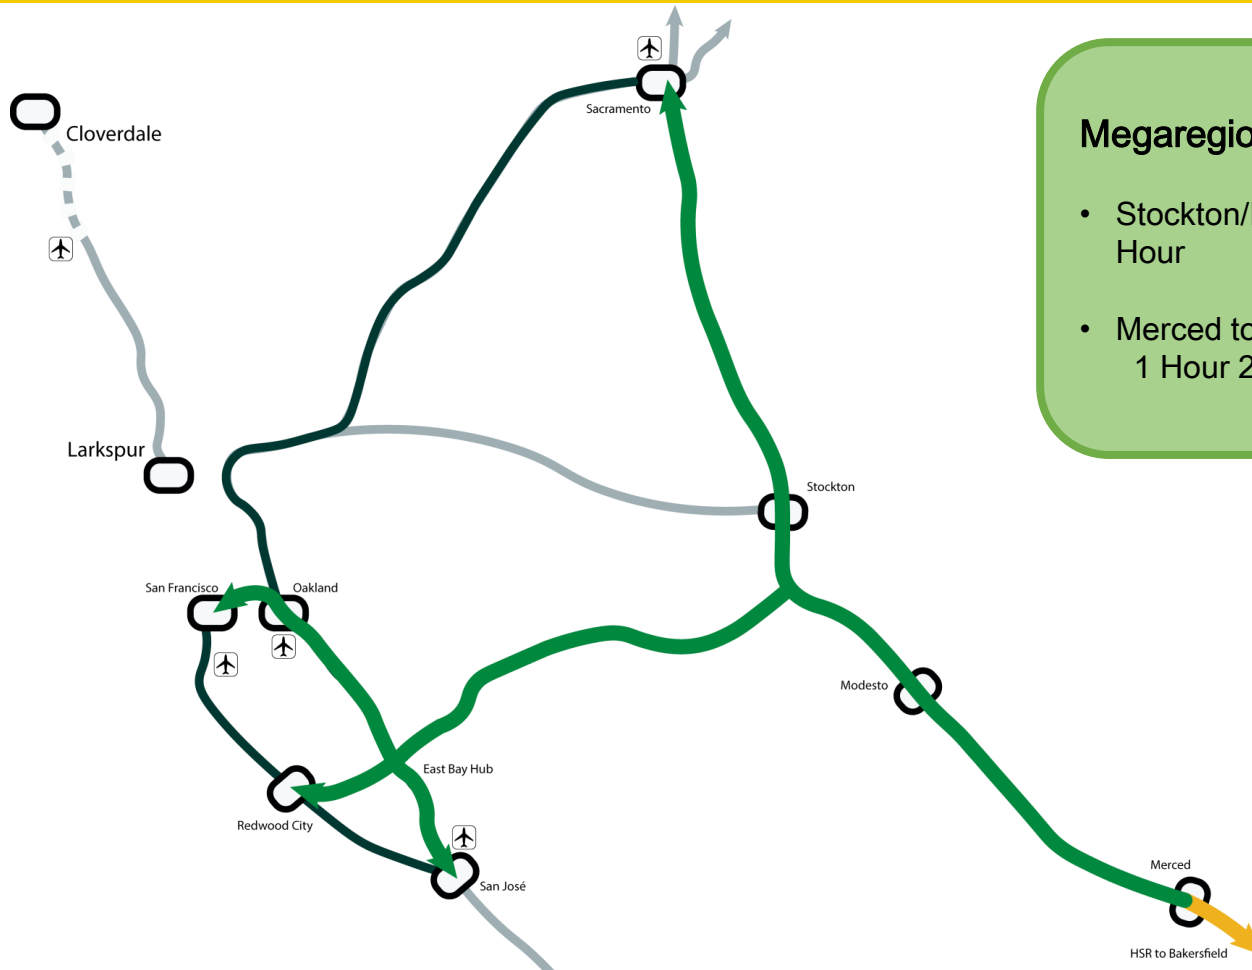 Sacramento
Cloverdale
Megaregio
• Stockton/
Hour
• Merced to
1 Hour 2
Larkspur
Stockton
San Francisco
Oakland
Modesto
East Bay Hub
Redwood City
San José
Merced
HSR to Bakersfield